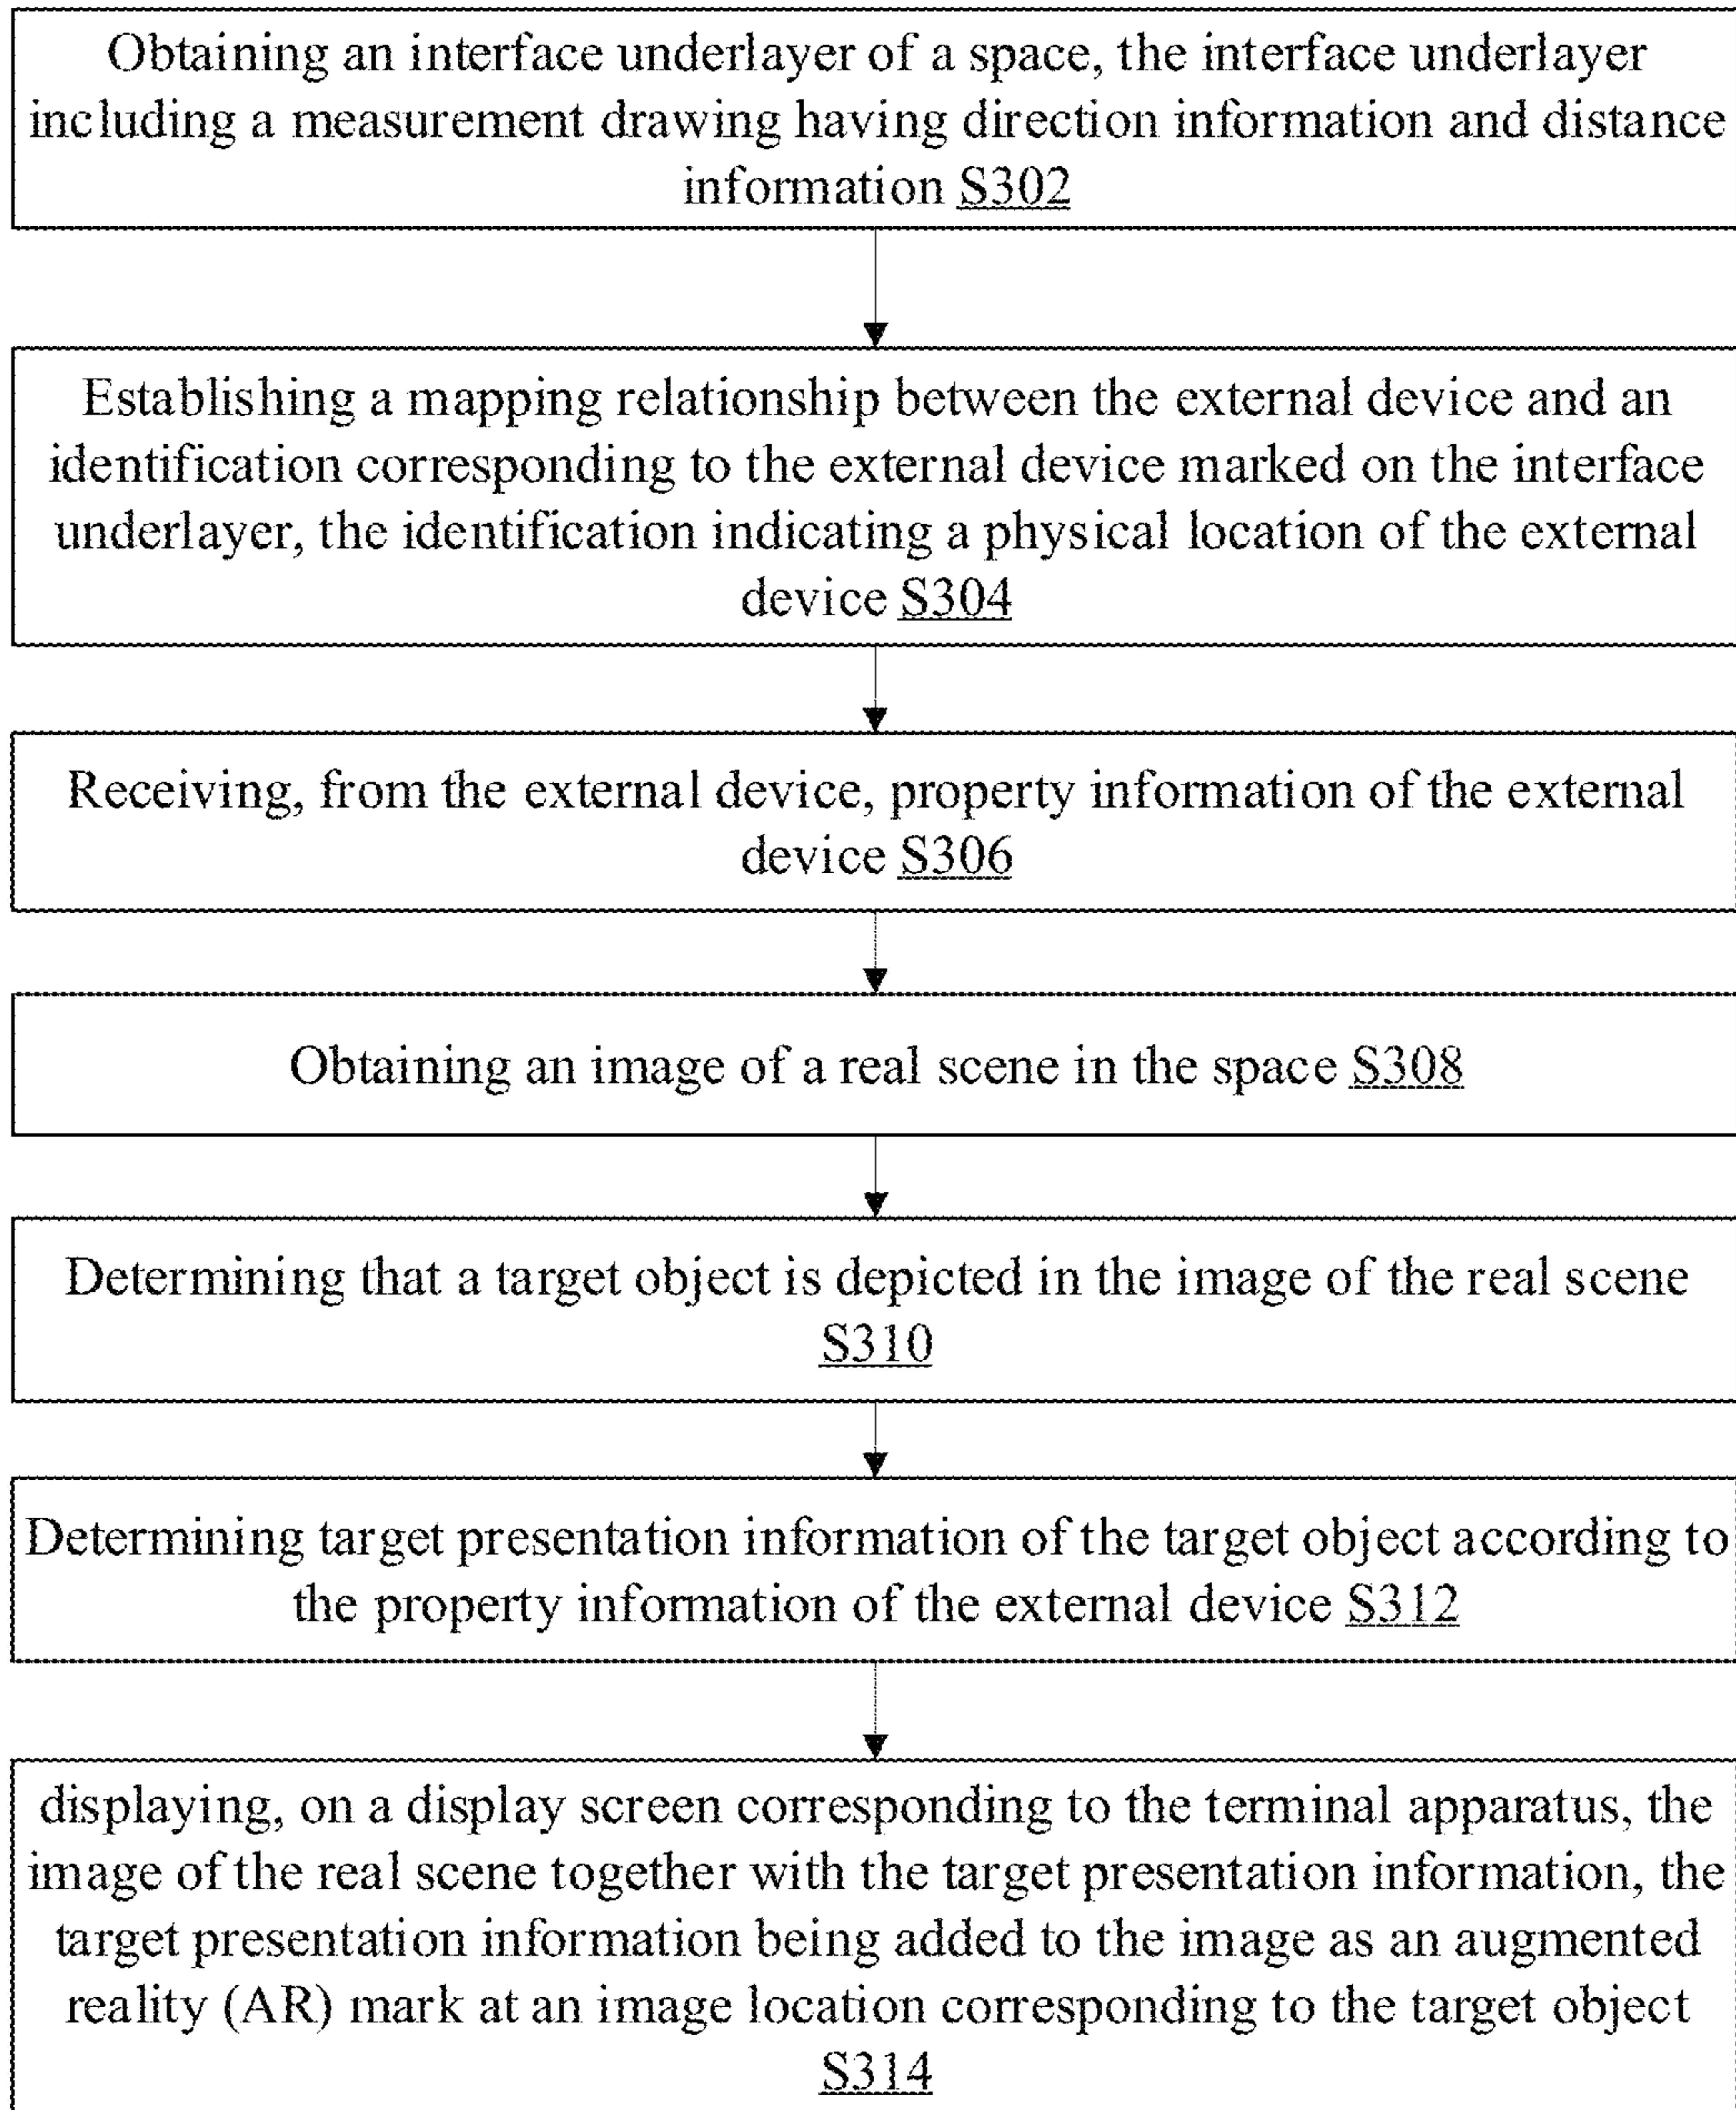 Obtaining an interface underlayer of a space, the interface underlayer
including a measurement drawing having direction information and distance
information S302
Establishing a mapping relationship between the external device and an
identification corresponding to the external device marked on the interface
underlayer, the identification indicating a physical location of the external
device S304
Receiving, from the external device, property information of the external
device S306
Obtaining an image of a real scene in the space S308
Determining that a target object is depicted in the image of the real scene
S310
Determining target presentation information of the target object according to
the property information of the external device S312
displaying, on a display screen corresponding to the terminal apparatus, the
image of the real scene together with the target presentation information, the
target presentation information being added to the image as an augmented
reality (AR) mark at an image location corresponding to the target object
S314